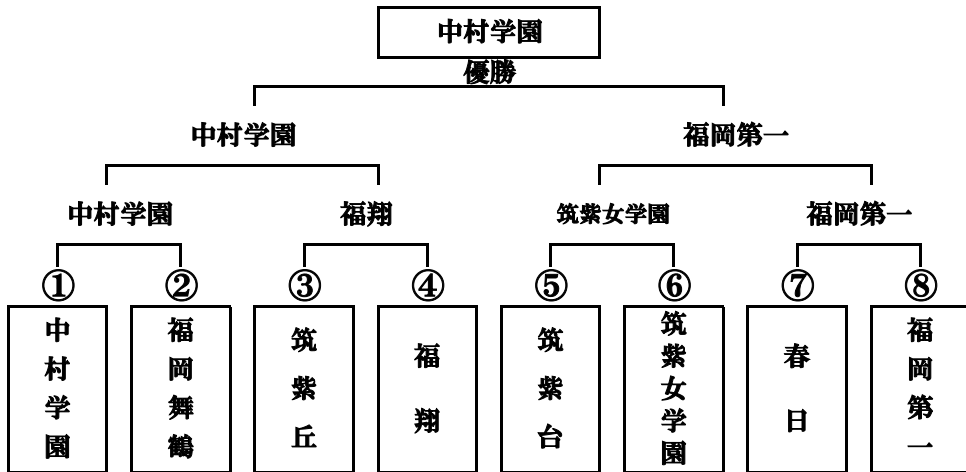 中村学園
優勝
中村学園
福岡第一
中村学園
福翔
筑紫女学園
福岡第一
①
②
③
④
⑤
⑥
⑦
⑧
中村学園
福岡舞鶴
筑紫丘
福翔
筑紫台
筑紫女学園
春日
福岡第一